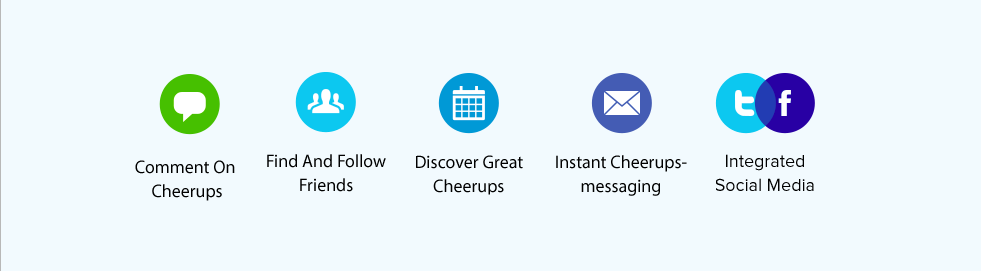 Comment On
Cheerups
Find And Follow
Friends
Discover Great
Cheerups
Instant Cheerups-
messaging
Integrated
Social Media